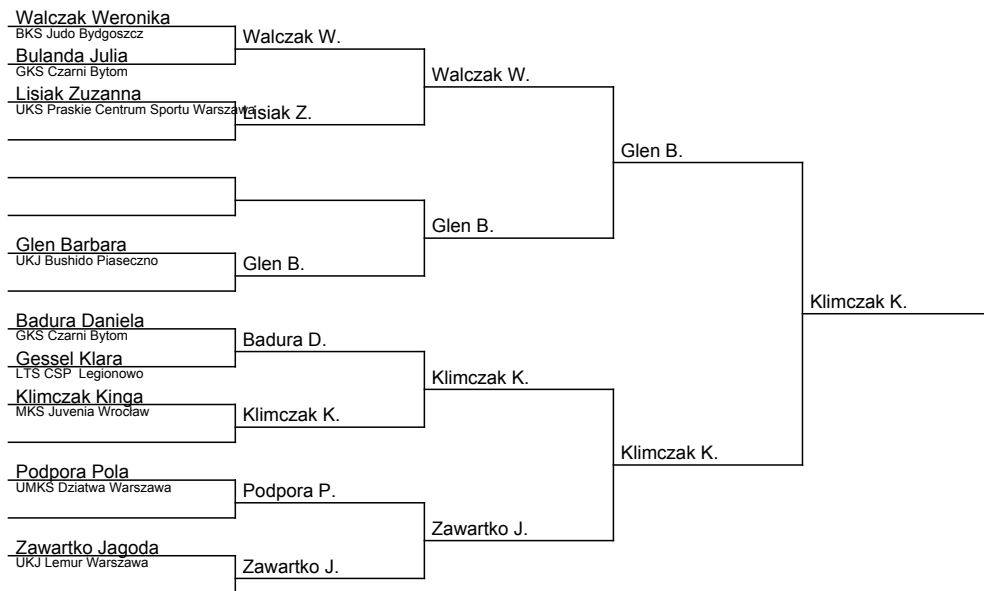 Walczak Weronika
BKS Judo Bydgoszcz
Walczak W.
Bulanda Julia
GKS Czarni Bytom
Walczak W.
Lisiak Zuzanna
UKS Praskie Centrum Sportu Warszawa
Lisiak Z.
Glen B.
Glen B.
Glen Barbara
UKJ Bushido Piaseczno
Glen B.
Klimczak K.
Badura Daniela
GKS Czarni Bytom
Badura D.
Gessel Klara
LTS CSP Legionowo
Klimczak K.
Klimczak Kinga
MKS Juvenia Wrocław
Klimczak K.
Klimczak K.
Podpora Pola
UMKS Dziatwa Warszawa
Podpora P.
Zawartko J.
Zawartko Jagoda
UKJ Lemur Warszawa
Zawartko J.